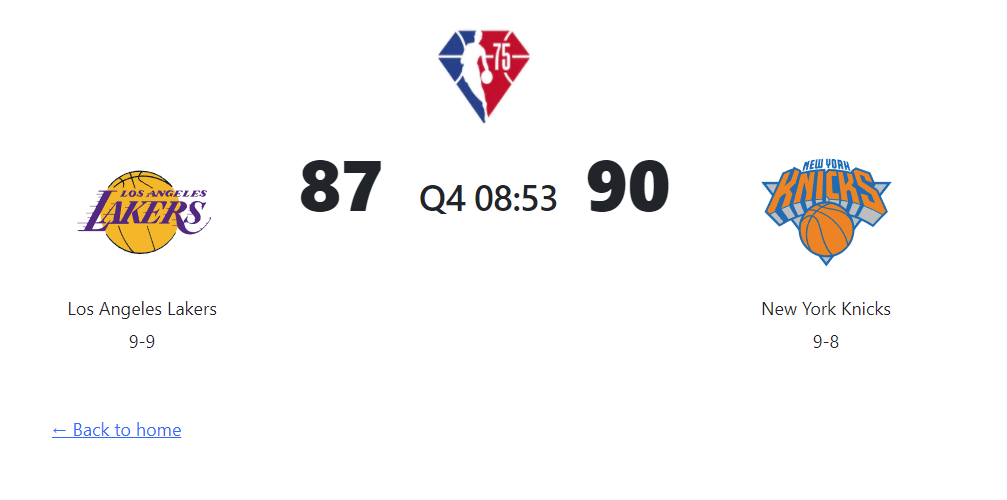 75
87 Q4 08:53 90
LOS ANGELES
LAKERS
NEW YORK
KNICKS
Los Angeles Lakers
9-9
New York Knicks
9-8
← Back to home